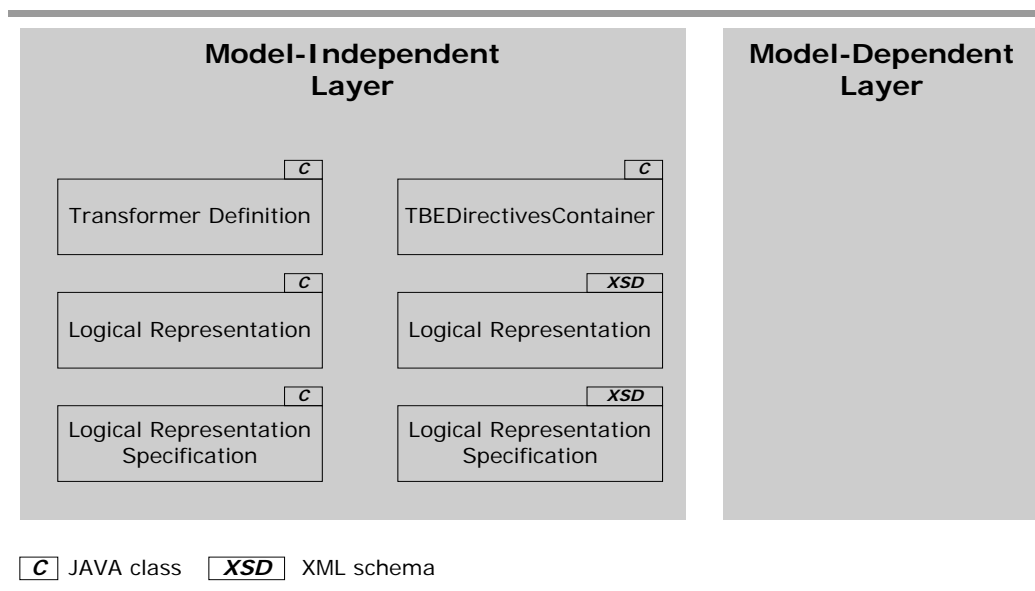 Model-Independent
Layer
Model-Dependent
Layer
C
Transformer Definition
C
TBEDirectivesContainer
C
Logical Representation
XSD
Logical Representation
C
Logical Representation
Specification
XSD
Logical Representation
Specification
C JAVA class XSD XML schema